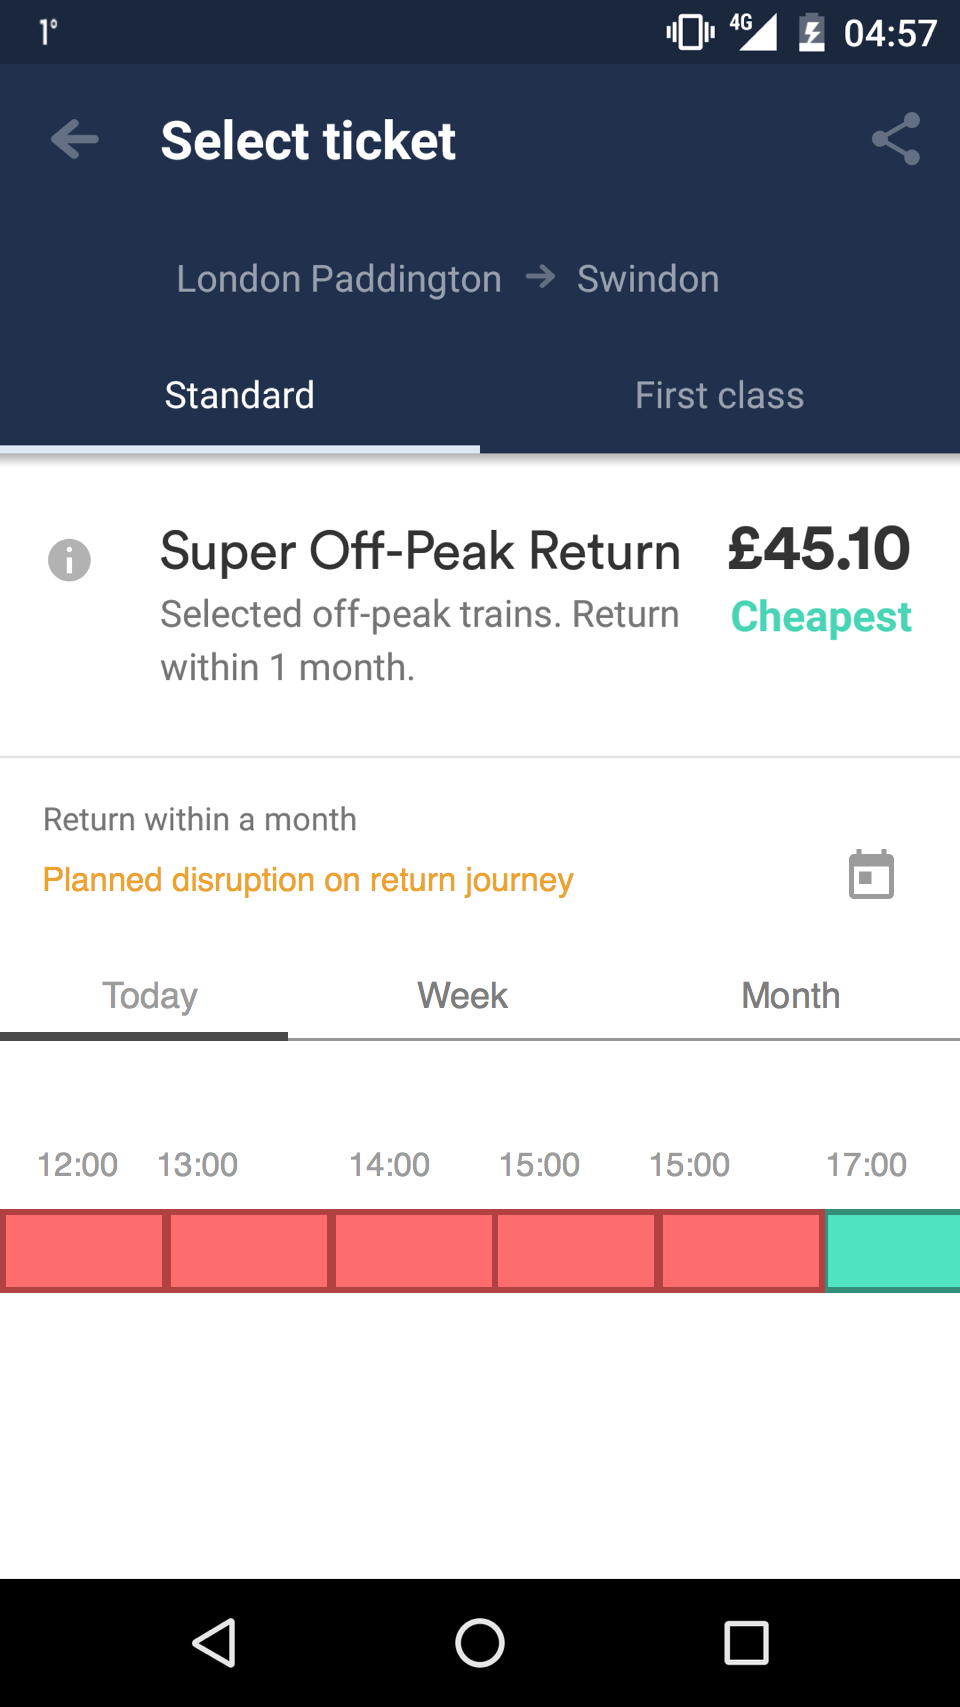 1° 4G 04:57
Select ticket
London Paddington → Swindon
Standard First class
Super Off-Peak Return £45.10
Selected off-peak trains. Return Cheapest
within 1 month.
Return within a month
Planned disruption on return journey
Today Week Month
12:00 13:00 14:00 15:00 15:00 17:00